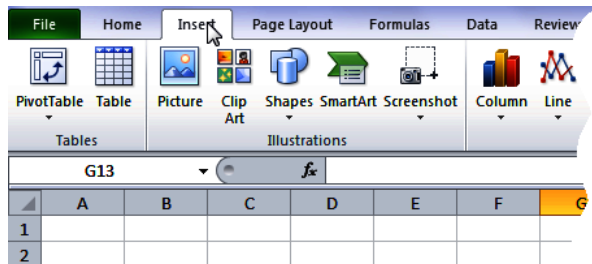 File Home Insert Page Layout Formulas Data Review
PivotTable Table Picture Clip Art Shapes SmartArt Screenshot Column Line
Tables Illustrations
G13 fx
A B C D E F G
1
2